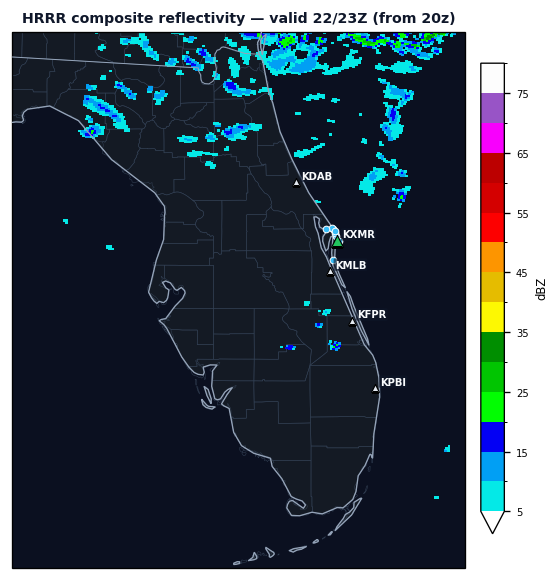 HRRR composite reflectivity — valid 22/23Z (from 20z)
KDAB
KXMR
KMLB
KFPR
KPBI
75
65
55
45
35
25
15
5
dBZ